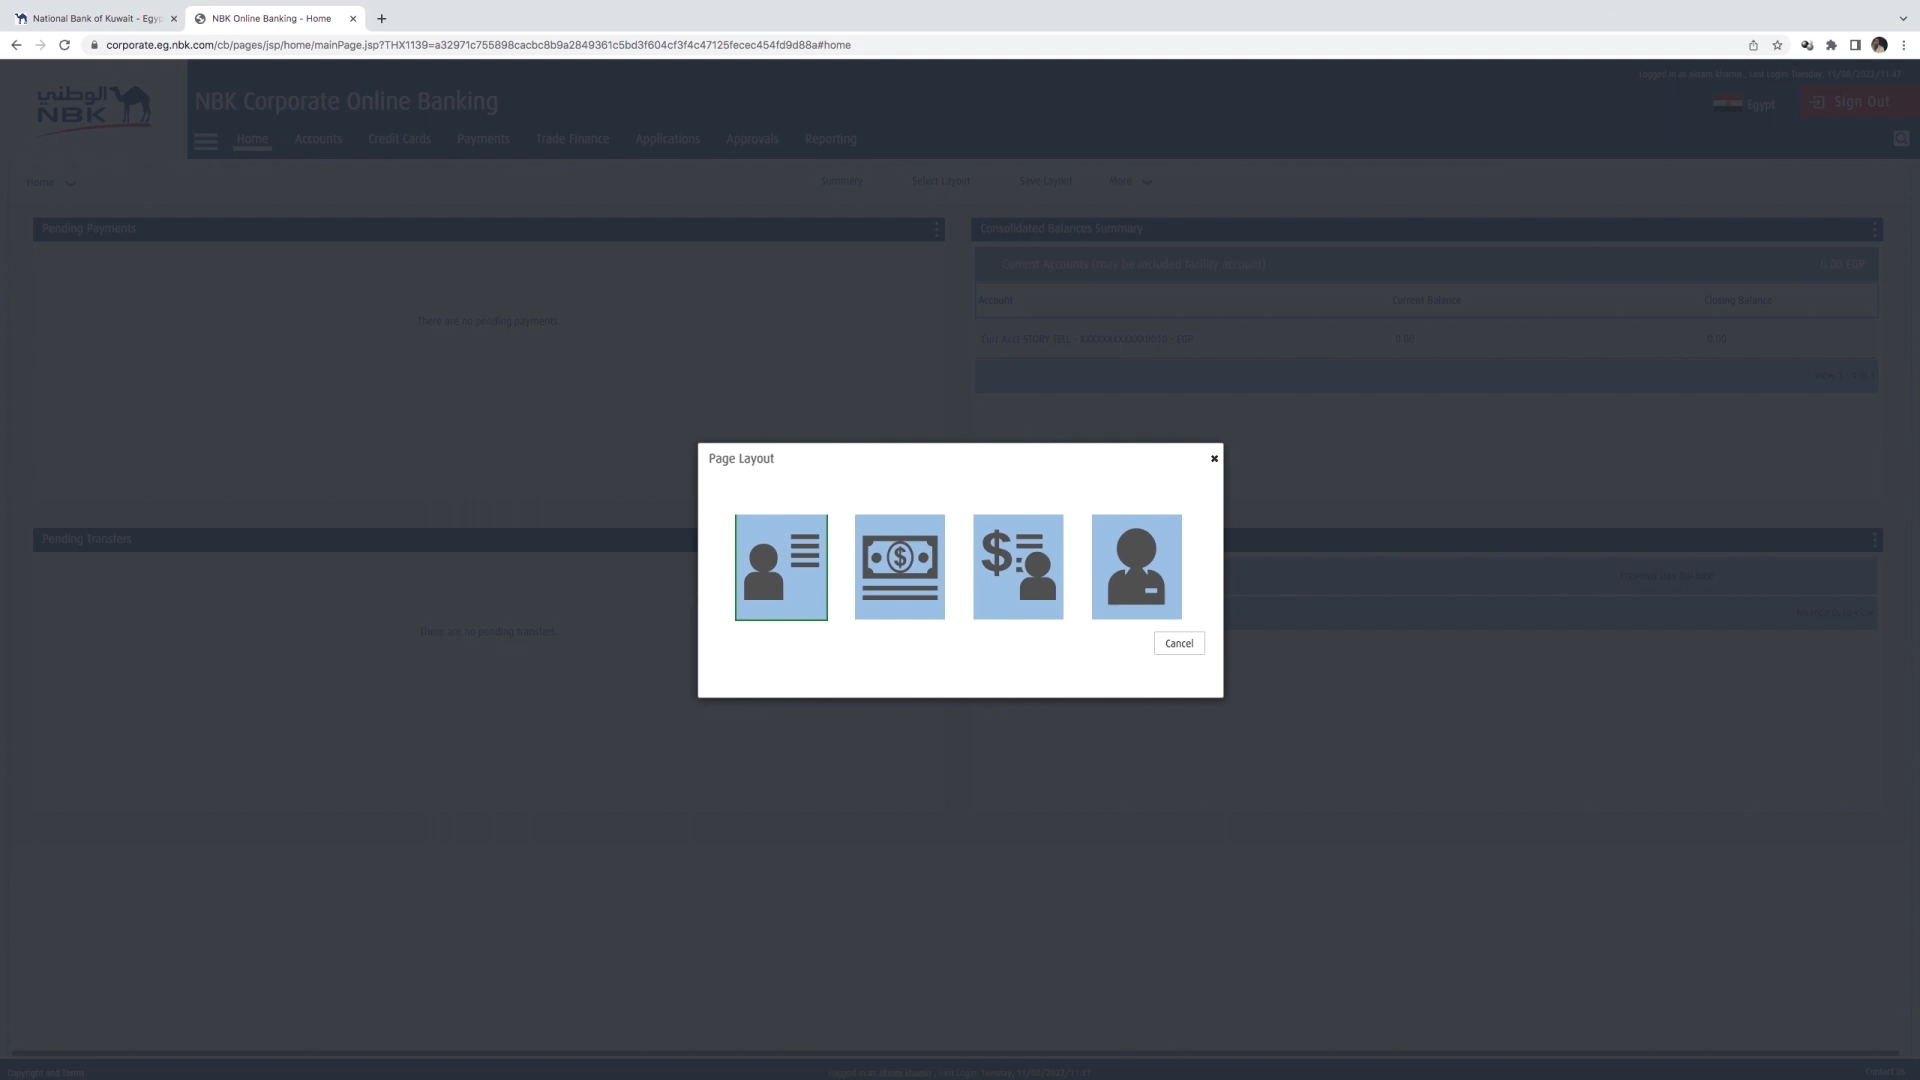 National Bank of Kuwait - Egyp
NBK Online Banking - Home
corporate.eg.nbk.com/cb/pages/jsp/home/mainPage.jsp?THX1139=a32971c755898cacbc8b9a2849361c5bd3f604cf3f4c47125fecec454fd9d88a#home
الوطني
NBK
NBK Corporate Online Banking
Logged in as akram khamis , Last Login: Tuesday, 11/08/2022/11:47
Egypt
Sign Out
Home Accounts Credit Cards Payments Trade Finance Applications Approvals Reporting
Home Summary Select Layout Save Layout More
Pending Payments
There are no pending payments.
Consolidated Balances Summary
Current Accounts (may be included facility account) 0.00 EGP
Account Current Balance Closing Balance
Curr Acct STORY TELL - - EGP 0.00 0.00
Page Layout
$
$
Cancel
Pending Transfers
There are no pending transfers.
Previous Day Balance
Copyright and Terms
Logged in as akram khamis , Last Login: Tuesday, 11/08/2022/11:47
Contact Us